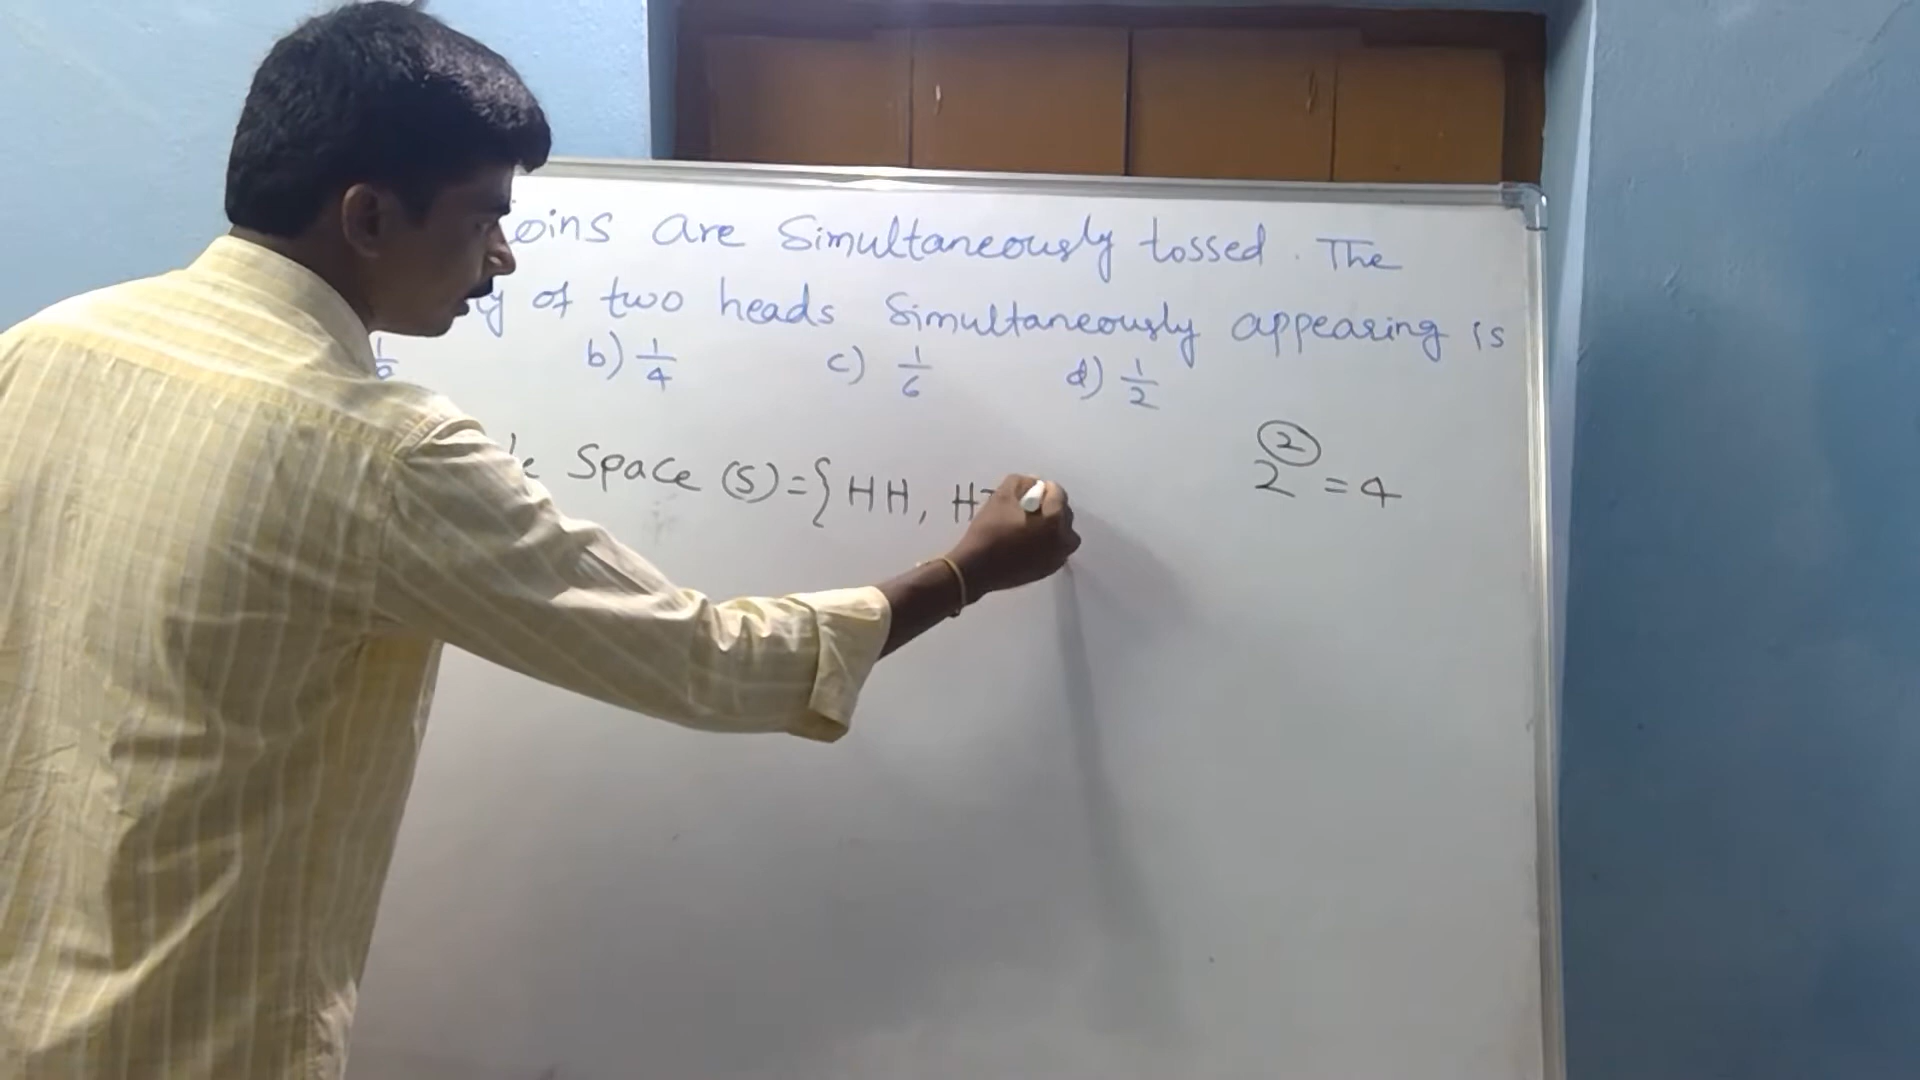 oins are Simultaneously tossed. The
of two heads Simultaneously appearing is
b) 1/4 c) 1/6 d) 1/2
Space (S)={HH, H
2^2 = 4